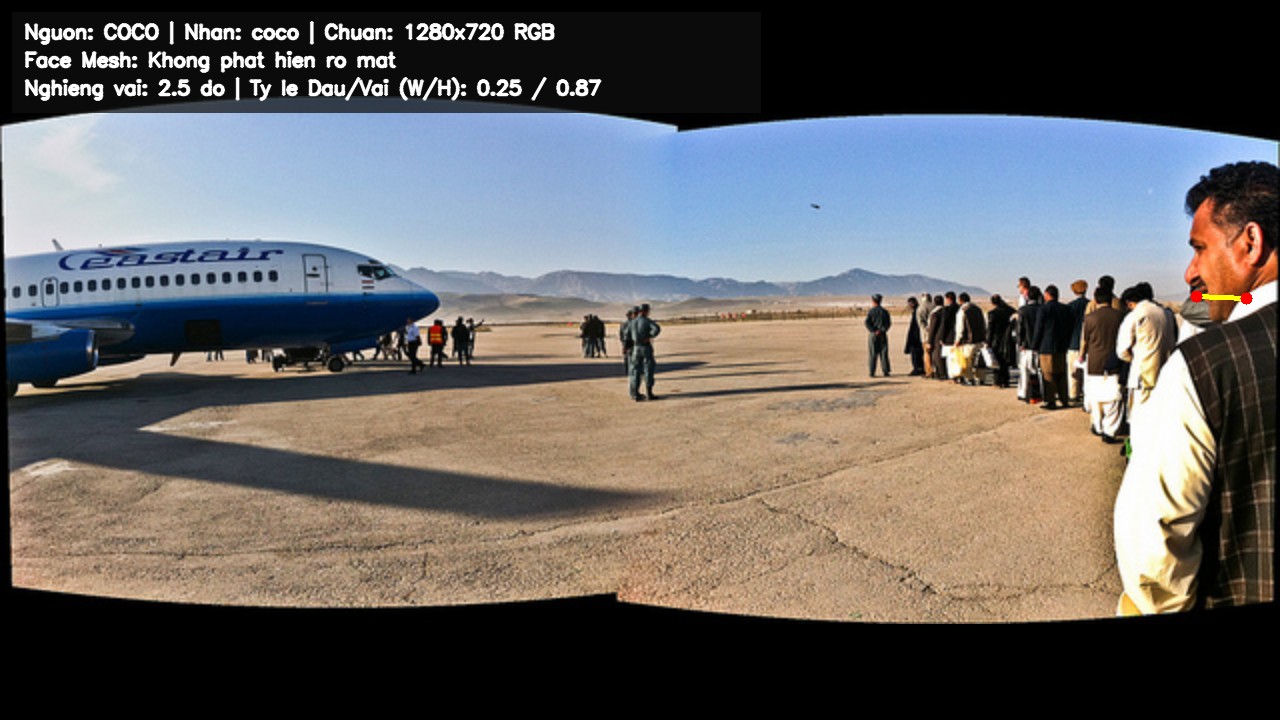 Nguon: COCO | Nhan: coco | Chuan: 1280x720 RGB
Face Mesh: Khong phat hien ro mat
Nghieng vai: 2.5 do | Ty le Dau/Vai (W/H): 0.25 / 0.87
eastair